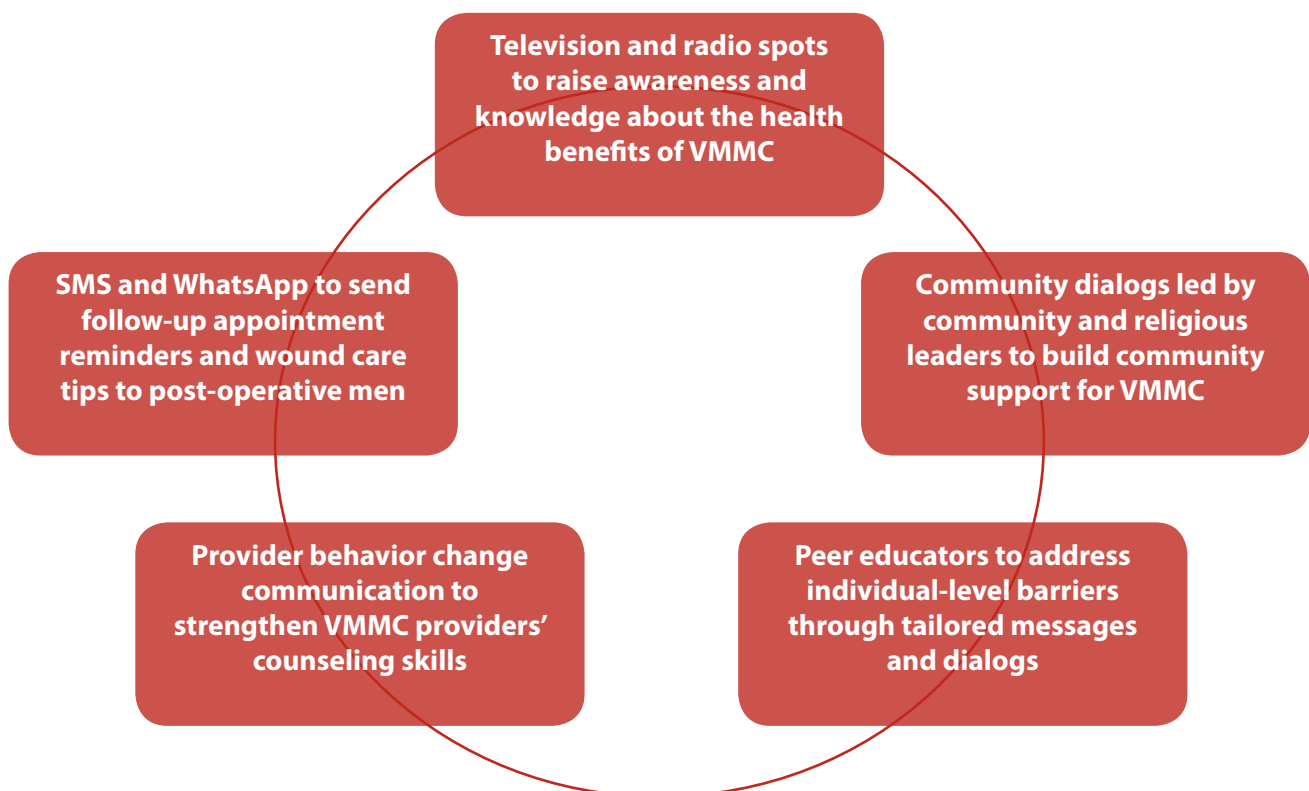 Television and radio spots
to raise awareness and
knowledge about the health
benefits of VMMC
SMS and WhatsApp to send
follow-up appointment
reminders and wound care
tips to post-operative men
Community dialogs led by
community and religious
leaders to build community
support for VMMC
Provider behavior change
communication to
strengthen VMMC providers’
counseling skills
Peer educators to address
individual-level barriers
through tailored messages
and dialogs